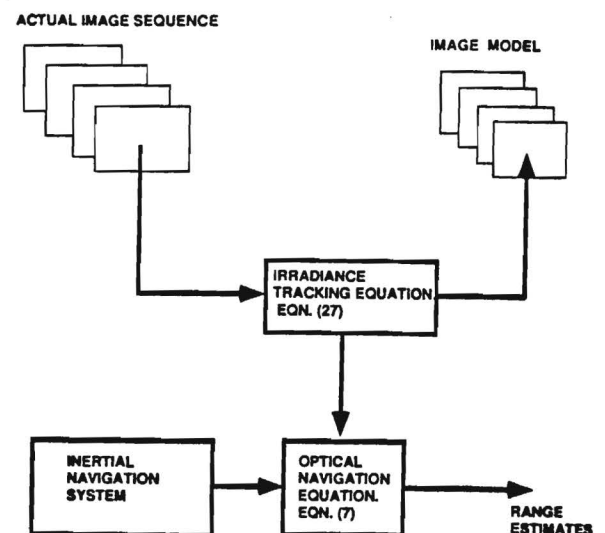 ACTUAL IMAGE SEQUENCE
IMAGE MODEL
IRRADIANCE
TRACKING EQUATION.
EQN. (27)
INERTIAL
NAVIGATION
SYSTEM
OPTICAL
NAVIGATION
EQUATION.
EQN. (7)
RANGE
ESTIMATES